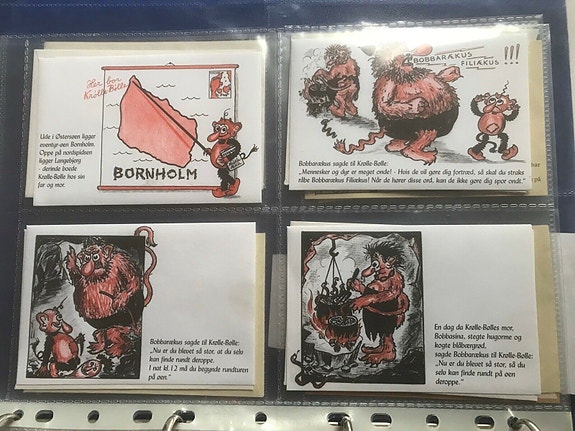 Her bor
Krølle Bølle
Ude i Østersøen ligger
eventyr-øen Bornholm.
Oppe på nordspidsen
ligger Langebjerg
- derinde boede
Krølle-Bølle hos sin
far og mor.
BORNHOLM
BOBBARÆKUS
FILIÆKUS !!!
Bobbarækus sagde til Krølle-Bølle:
„Mennesker og dyr er meget onde! - Hvis de vil gøre dig fortræd, så skal du straks
råbe Bobbarækus Filiækus! Når de hører disse ord, kan de ikke gøre dig spor ondt.“
Bobbarækus sagde til Krølle-Bølle:
„Nu er du blevet så stor, at du selv
kan finde rundt deroppe.
I nat kl. 12 må du begynde rundturen
på øen.“
En dag du Krølle-Bølles mor,
Bobbasina, stegte hugorme og
kogte blåbærgrød.
sagde Bobbarækus til Krølle-Bølle:
„Nu er du blevet så stor, så du
selv kan finde rundt på øen
deroppe.“